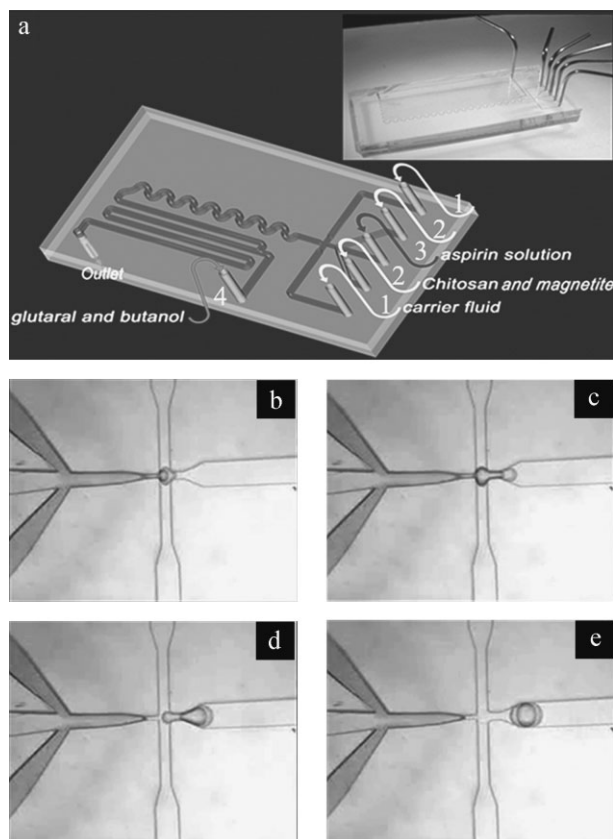 a
1
2
3
aspirin solution
2
Chitosan and magnetite
1
carrier fluid
4
Outlet
glutaral and butanol
b
c
d
e